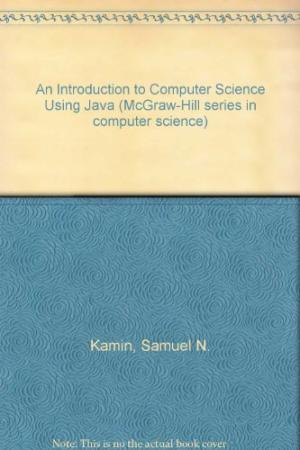 An Introduction to Computer Science
Using Java (McGraw-Hill series in
computer science)
Kamin, Samuel N.
Note: This is no the actual book cover